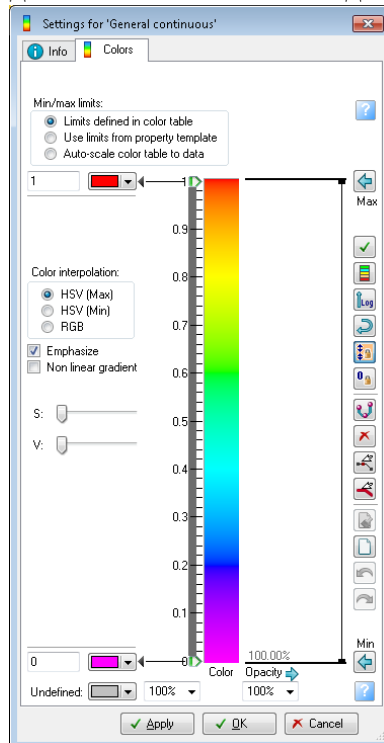 Settings for 'General continuous'
Info
Colors
Min/max limits:
Limits defined in color table
Use limits from property template
Auto-scale color table to data
1
1
Max
0.9
Color interpolation:
0.8
HSV (Max)
HSV (Min)
RGB
Log
0.7
Emphasize
Non linear gradient
0.6
S:
0.5
V:
0.4
0.3
0.2
0.1
Min
0
0
100.00%
Color
Opacity
Undefined:
100%
100%
Apply
OK
Cancel